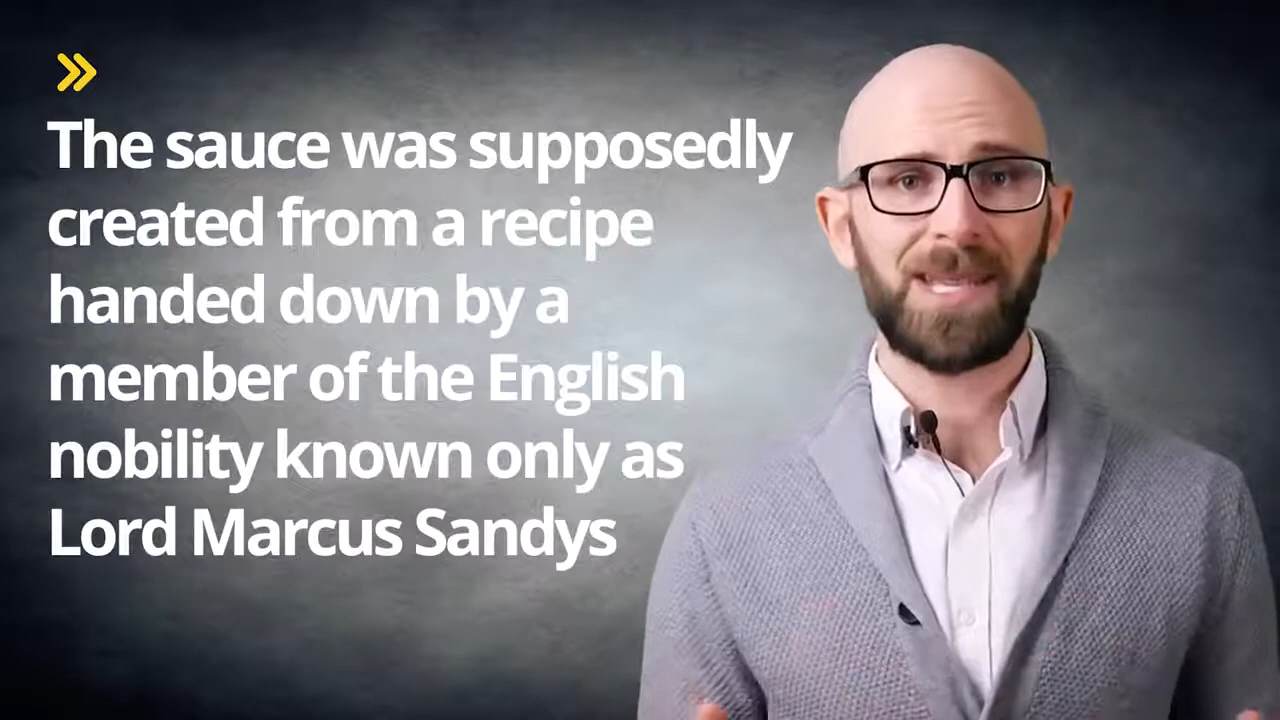 The sauce was supposedly
created from a recipe
handed down by a
member of the English
nobility known only as
Lord Marcus Sandys